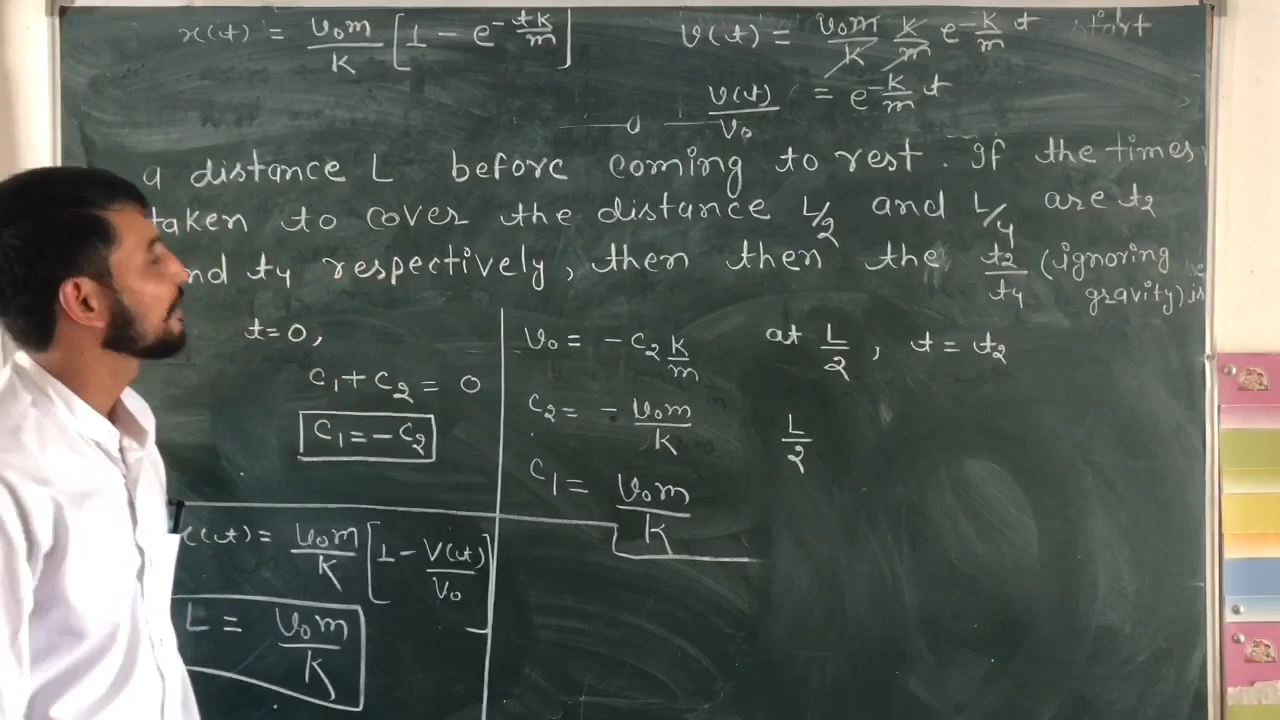 x(t) = v₀m/k [1 - e^(-tk/m)]
v(t) = v₀m/k k/m e^(-k/m t)
v(t)/v₀ = e^(-k/m t)
a distance L before coming to rest. If the times
taken to cover the distance L/2 and L/4 are t2
nd t4 respectively, then then the t2/t4 (ignoring
gravity) is
t=0,
C₁+C₂ = 0
C₁=-C₂
v₀ = -C₂ k/m
C₂ = - v₀m/k
C₁ = v₀m/k
at L/2, t = t2
L/2
x(t) = v₀m/k [1 - v(t)/v₀]
L = v₀m/k